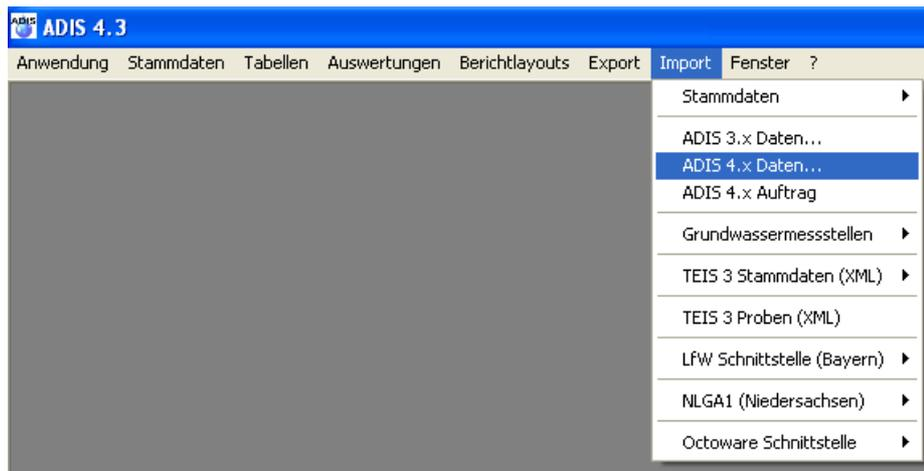 ADIS ADIS 4.3
Anwendung Stammdaten Tabellen Auswertungen Berichtlayouts Export Import Fenster ?
Stammdaten
ADIS 3.x Daten...
ADIS 4.x Daten...
ADIS 4.x Auftrag
Grundwassermessstellen
TEIS 3 Stammdaten (XML)
TEIS 3 Proben (XML)
LfW Schnittstelle (Bayern)
NLGA1 (Niedersachsen)
Octoware Schnittstelle